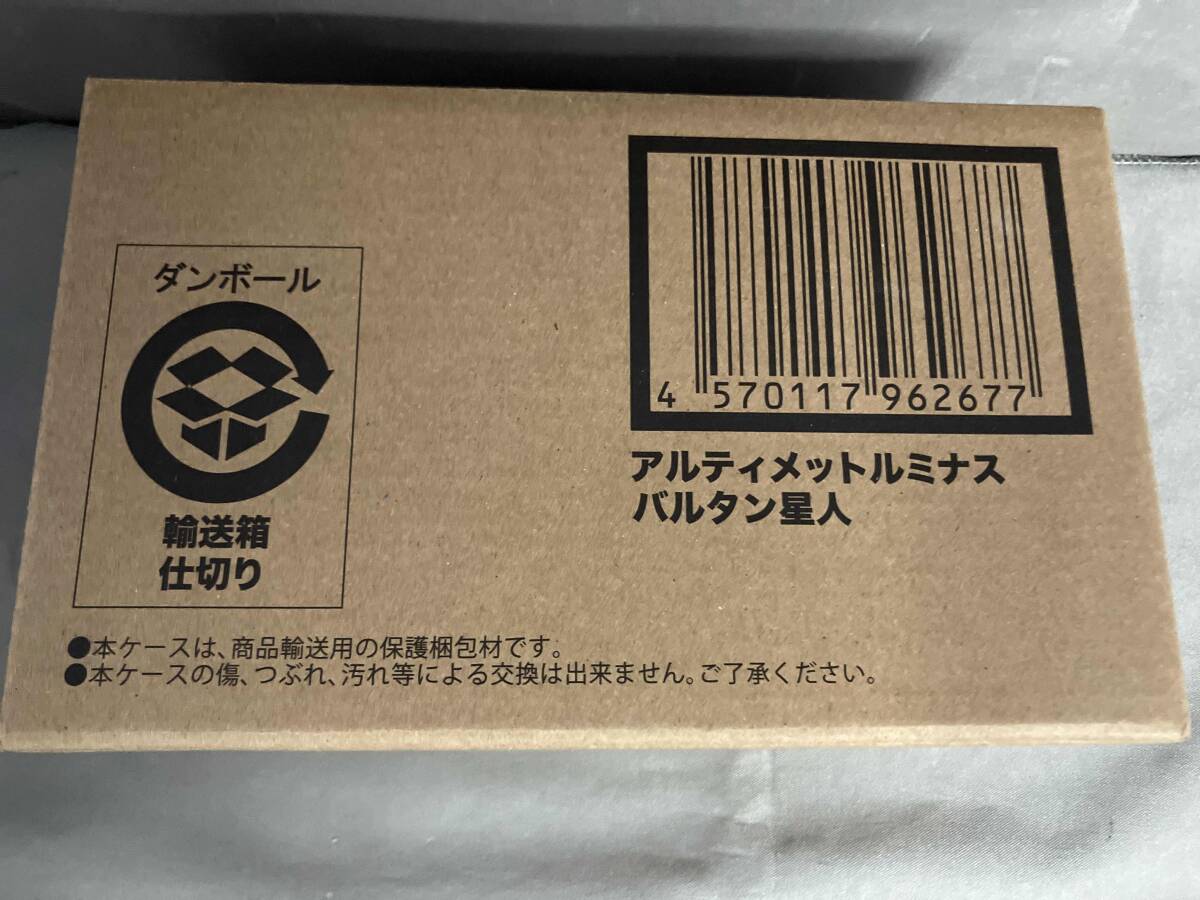 ダンボール
輸送箱
仕切り
4 570117 962677
アルティメットルミナス
バルタン星人
●本ケースは、商品輸送用の保護梱包材です。
●本ケースの傷、つぶれ、汚れ等による交換は出来ません。ご了承ください。